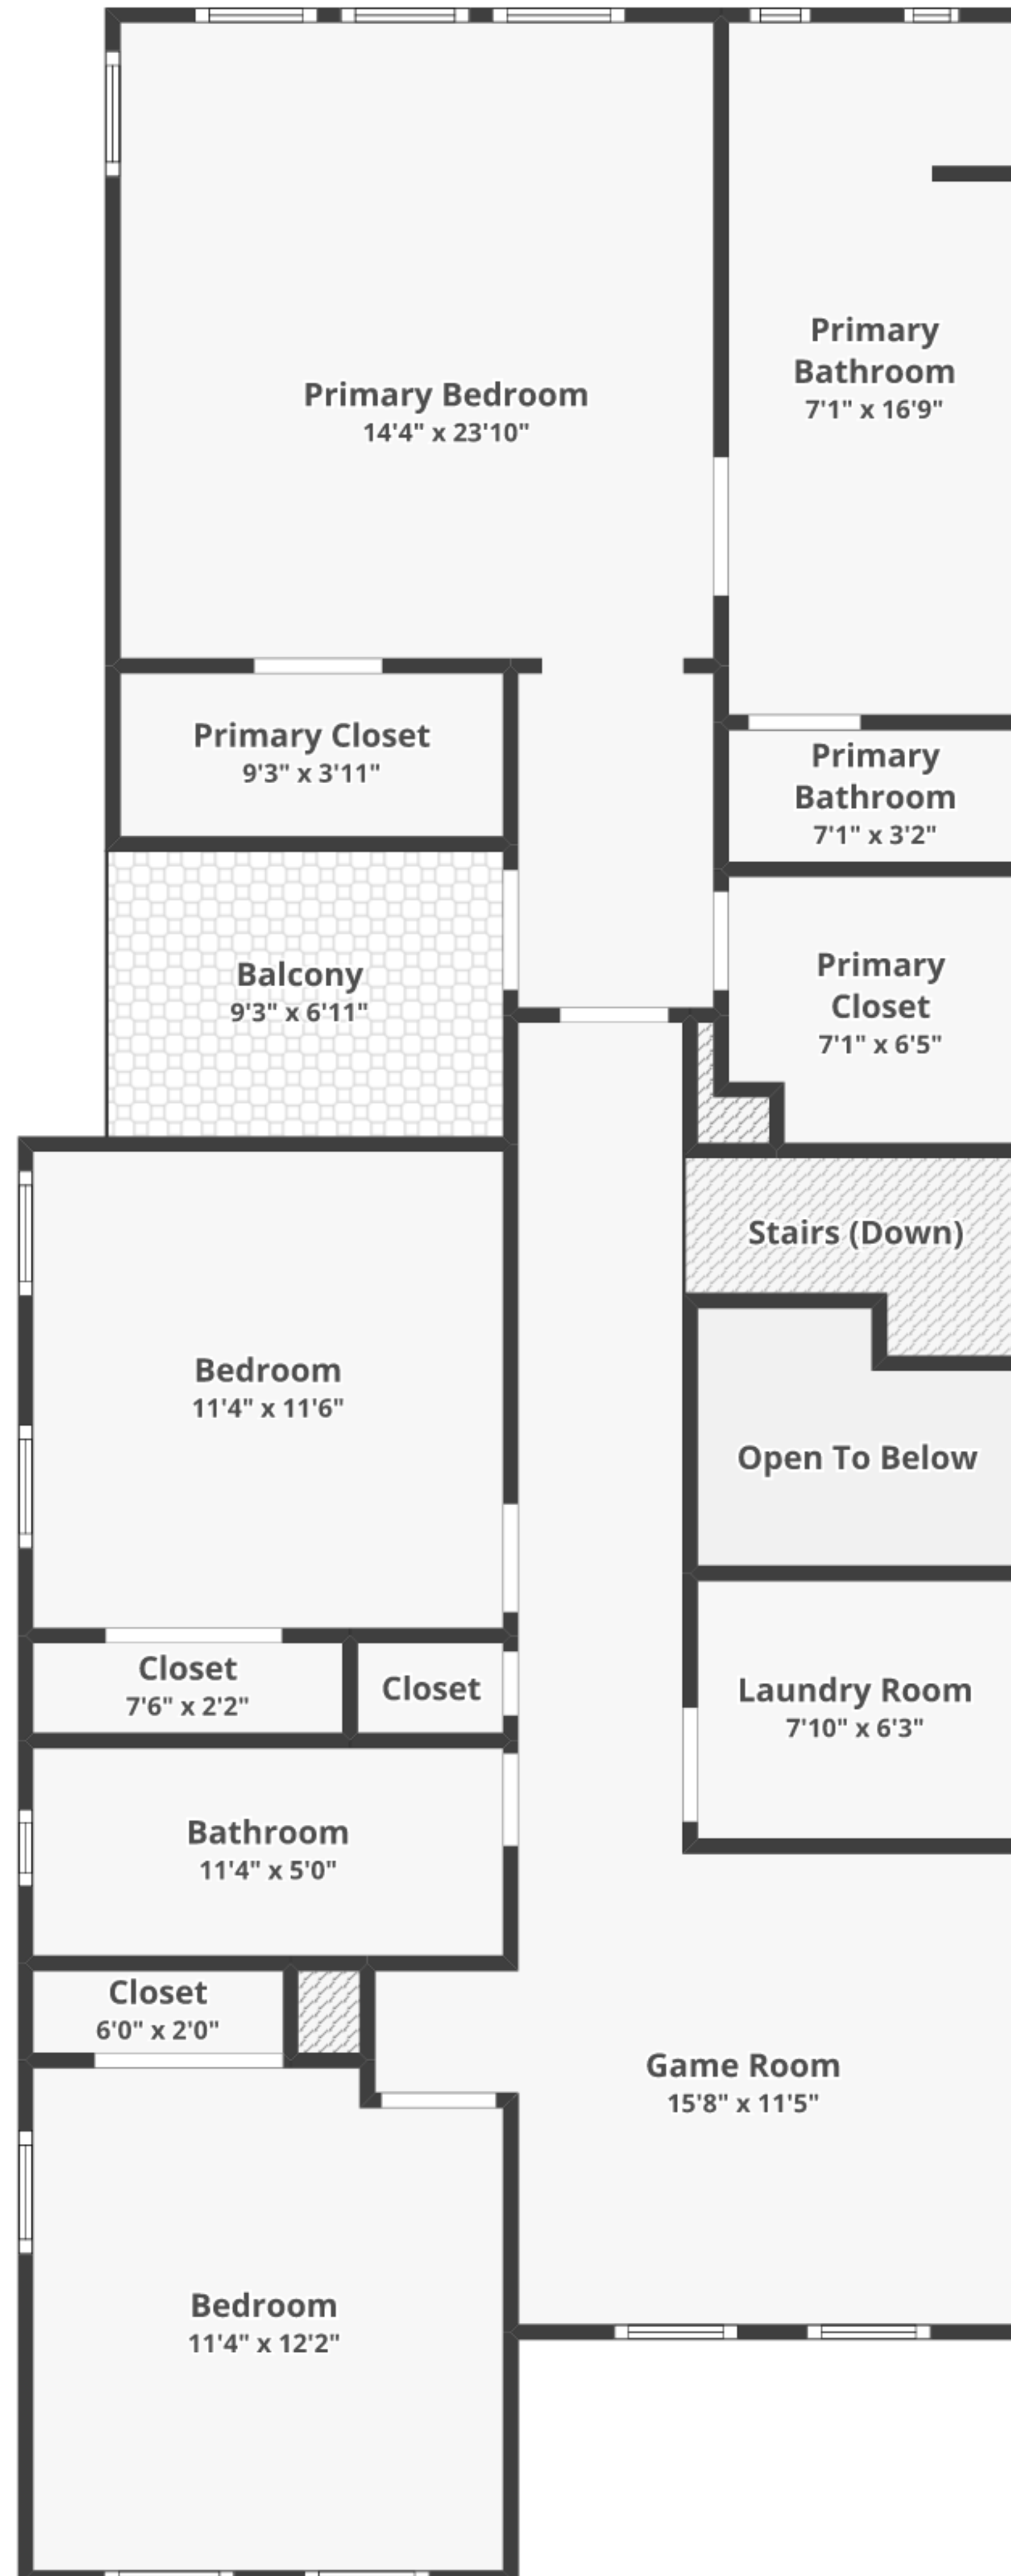 Primary
Bathroom
7'1" x 16'9"
Primary Bedroom
14'4" x 23'10"
Primary Closet
9'3" x 3'11"
Primary
Bathroom
7'1" x 3'2"
Balcony
9'3" x 6'11"
Primary
Closet
7'1" x 6'5"
Stairs (Down)
Bedroom
11'4" x 11'6"
Open To Below
Closet
7'6" x 2'2"
Closet
Laundry Room
7'10" x 6'3"
Bathroom
11'4" x 5'0"
Closet
6'0" x 2'0"
Game Room
15'8" x 11'5"
Bedroom
11'4" x 12'2"